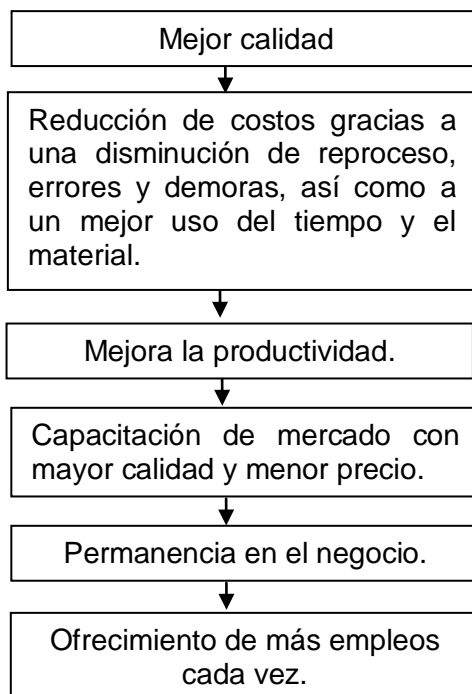 Mejor calidad
Reducción de costos gracias a
una disminución de reproceso,
errores y demoras, así como a
un mejor uso del tiempo y el
material.
Mejora la productividad.
Capacitación de mercado con
mayor calidad y menor precio.
Permanencia en el negocio.
Ofrecimiento de más empleos
cada vez.